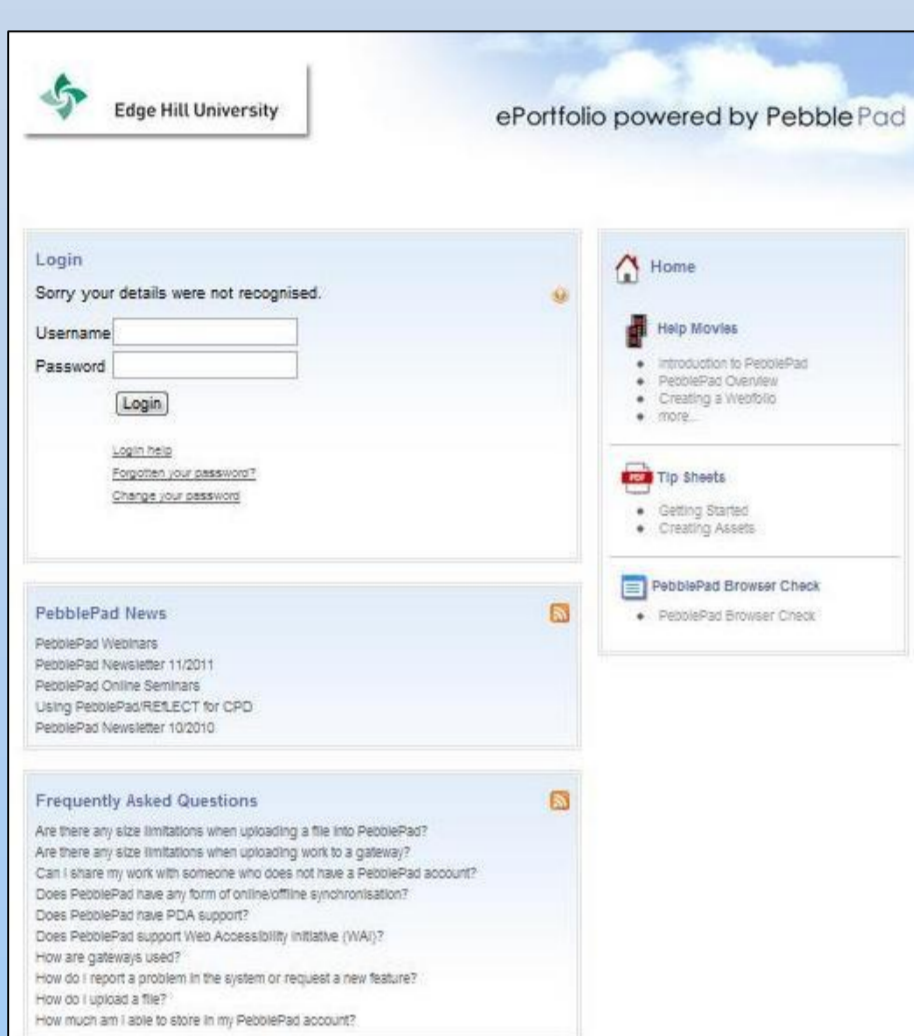 Edge Hill University
ePortfolio powered by PebblePad
Login
Sorry your details were not recognised.
Username
Password
Login
Login help
Forgotten your password?
Change your password
PebblePad News
PebblePad Webinars
PebblePad Newsletter 11/2011
PebblePad Online Seminars
Using PebblePad/REfLECT for CPD
PebblePad Newsletter 10/2010
Frequently Asked Questions
Are there any size limitations when uploading a file into PebblePad?
Are there any size limitations when uploading work to a gateway?
Can I share my work with someone who does not have a PebblePad account?
Does PebblePad have any form of online/offline synchronisation?
Does PebblePad have PDA support?
Does PebblePad support Web Accessibility Initiative (WAI)?
How are gateways used?
How do I report a problem in the system or request a new feature?
How do I upload a file?
How much am I able to store in my PebblePad account?
Home
Help Movies
Introduction to PebblePad
PebblePad Overview
Creating a Webfolio
more...
PDF
Tip Sheets
Getting Started
Creating Assets
PebblePad Browser Check
PebblePad Browser Check